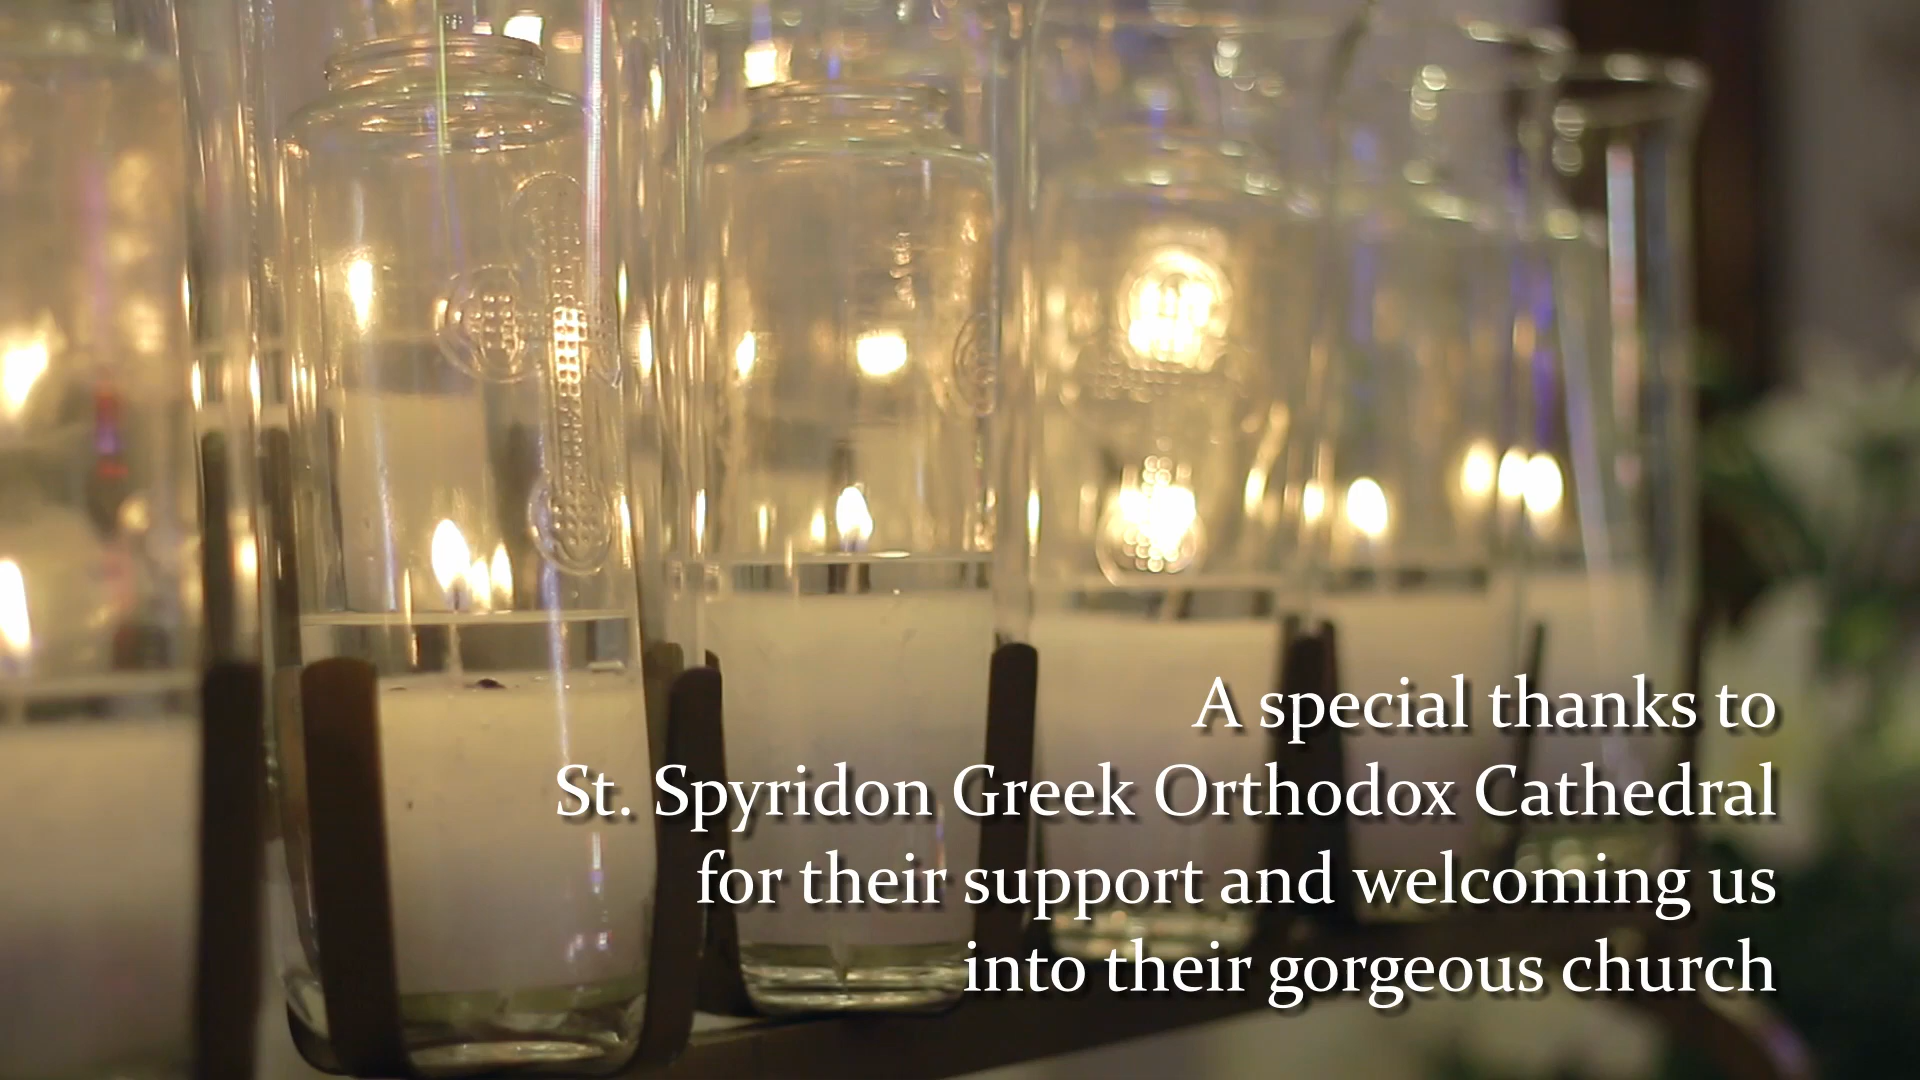 A special thanks to
St. Spyridon Greek Orthodox Cathedral
for their support and welcoming us
into their gorgeous church